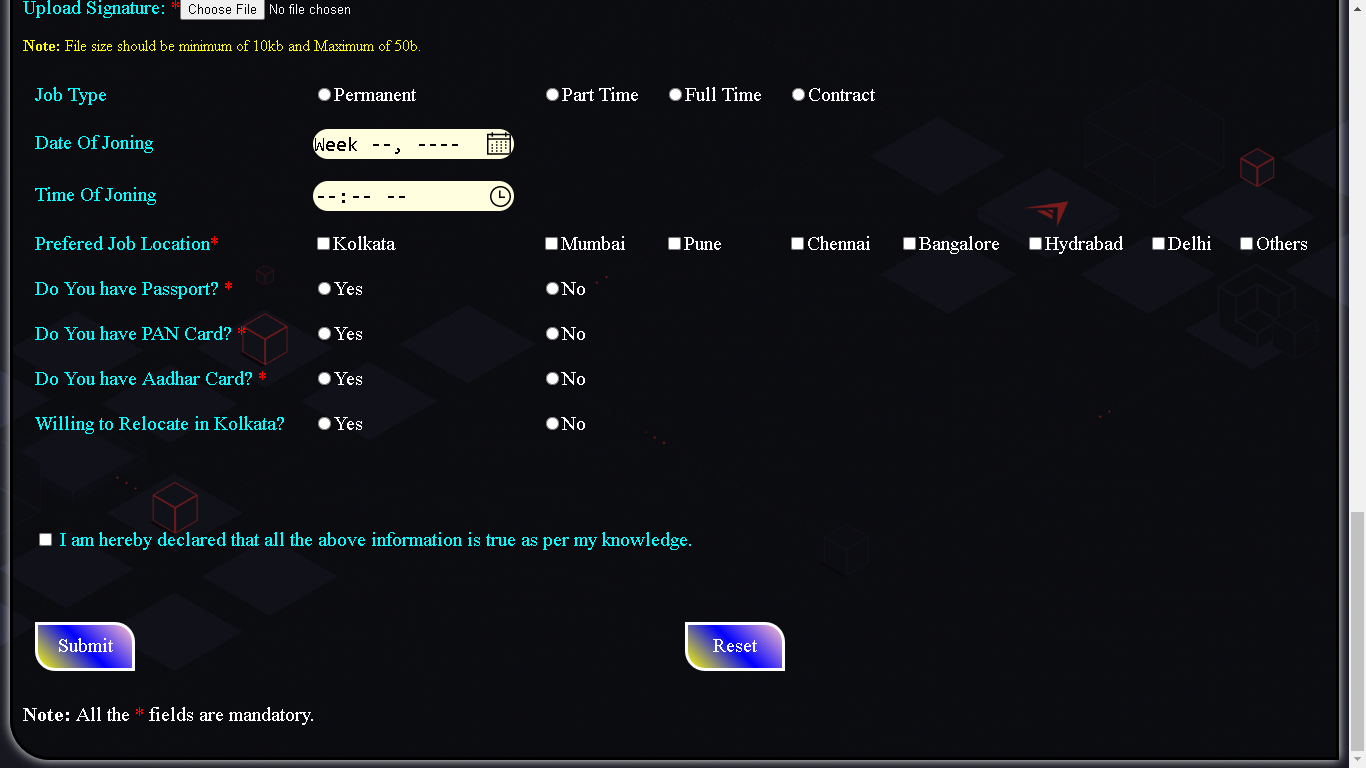 Upload Signature: * Choose File No file chosen
Note: File size should be minimum of 10kb and Maximum of 50b.
Job Type Permanent Part Time Full Time Contract
Date Of Joning Week --, ----
Time Of Joning --:-- --
Prefered Job Location* Kolkata Mumbai Pune Chennai Bangalore Hydrabad Delhi Others
Do You have Passport? * Yes No
Do You have PAN Card? * Yes No
Do You have Aadhar Card? * Yes No
Willing to Relocate in Kolkata? Yes No
I am hereby declared that all the above information is true as per my knowledge.
Submit Reset
Note: All the * fields are mandatory.